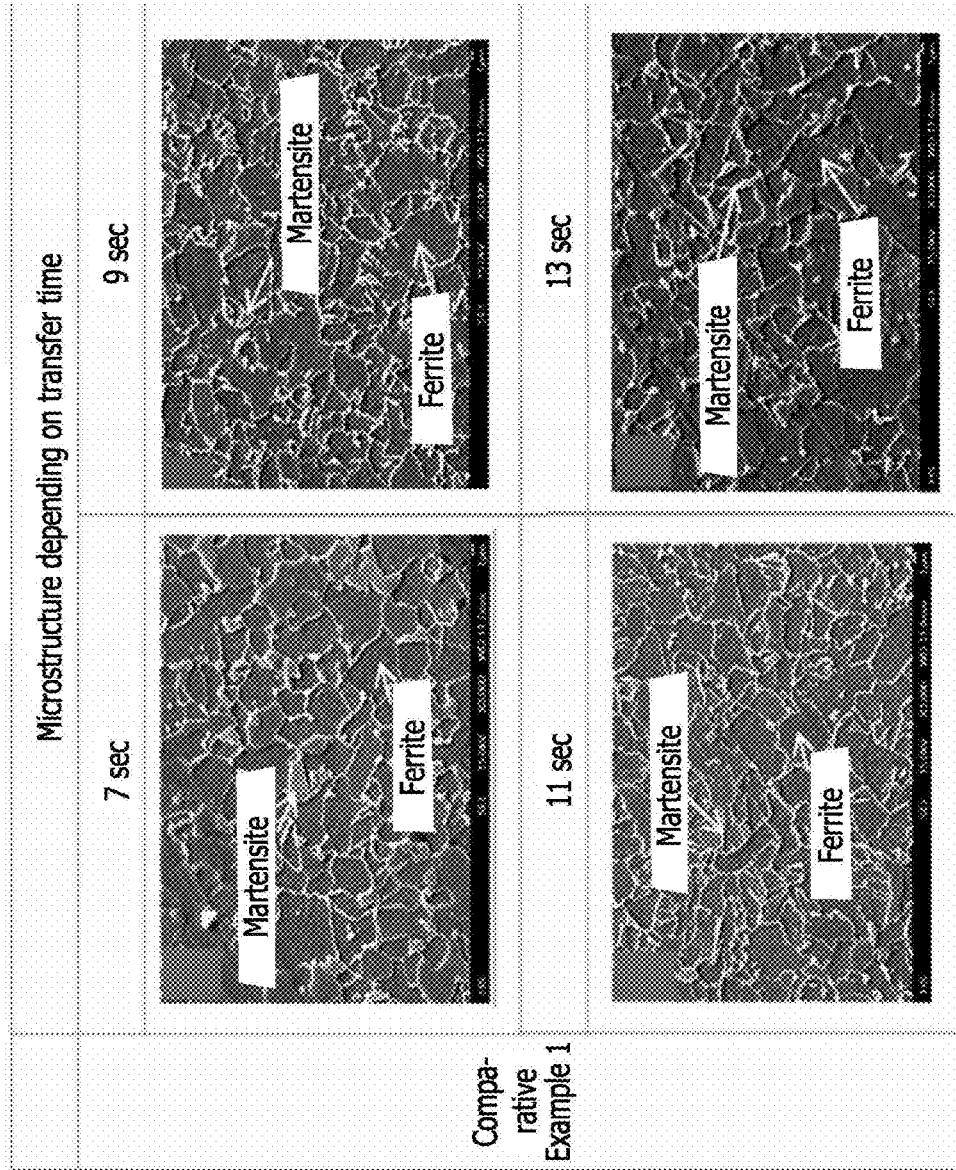 Microstructure depending on transfer time
7 sec
9 sec
Compa-
rative
Example 1
Martensite
Ferrite
Martensite
Ferrite
11 sec
13 sec
Martensite
Ferrite
Martensite
Ferrite